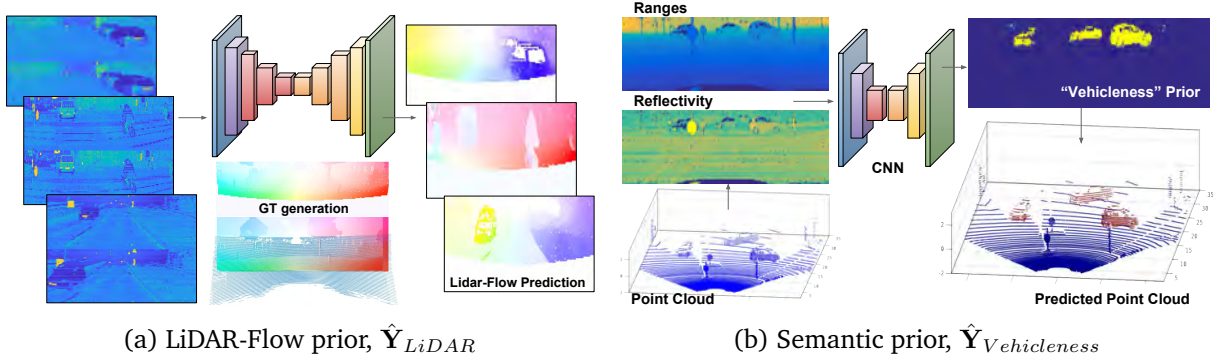 GT generation
Lidar-Flow Prediction
(a) LiDAR-Flow prior, Ŷ_LiDAR
Ranges
Reflectivity
Point Cloud
CNN
“Vehicleness” Prior
Predicted Point Cloud
(b) Semantic prior, Ŷ_Vehicleness